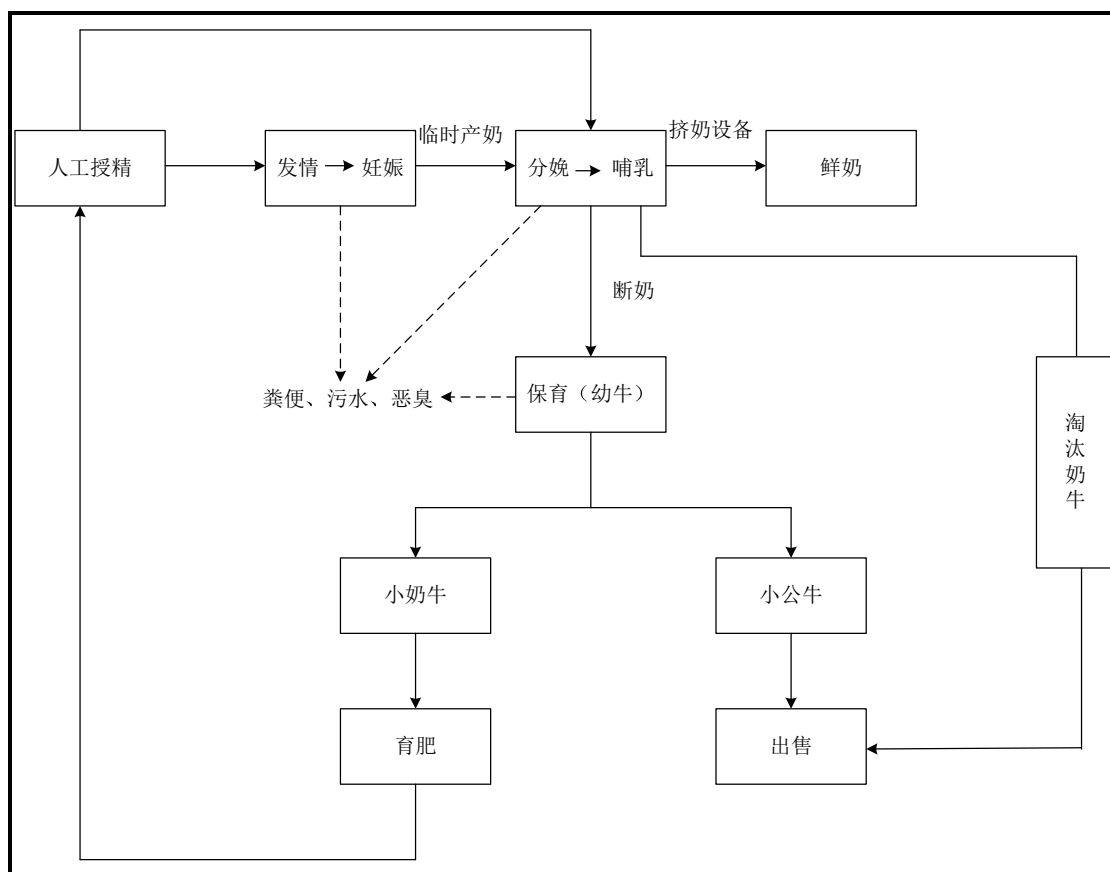 临时产奶
挤奶设备
人工授精
发情
妊娠
分娩
哺乳
鲜奶
断奶
粪便、污水、恶臭
保育（幼牛）
淘汰奶牛
小奶牛
小公牛
育肥
出售